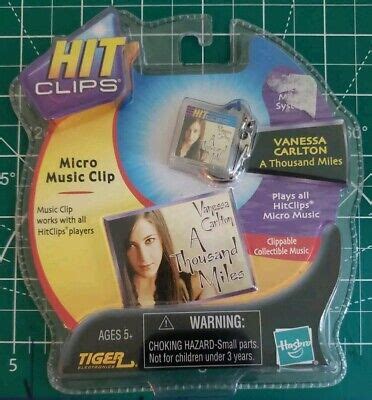 HIT
CLIPS®
VANESSA
CARLTON
A Thousand Miles
Micro
Music Clip
Music Clip
works with all
HitClips® players
Plays all
HitClips®
Micro Music
Clippable
Collectible Music
Vanessa
Carlton
A
Thousand
Miles
AGES 5+
WARNING:
CHOKING HAZARD-Small parts.
Not for children under 3 years.
TIGER
ELECTRONICS
Hasbro
5